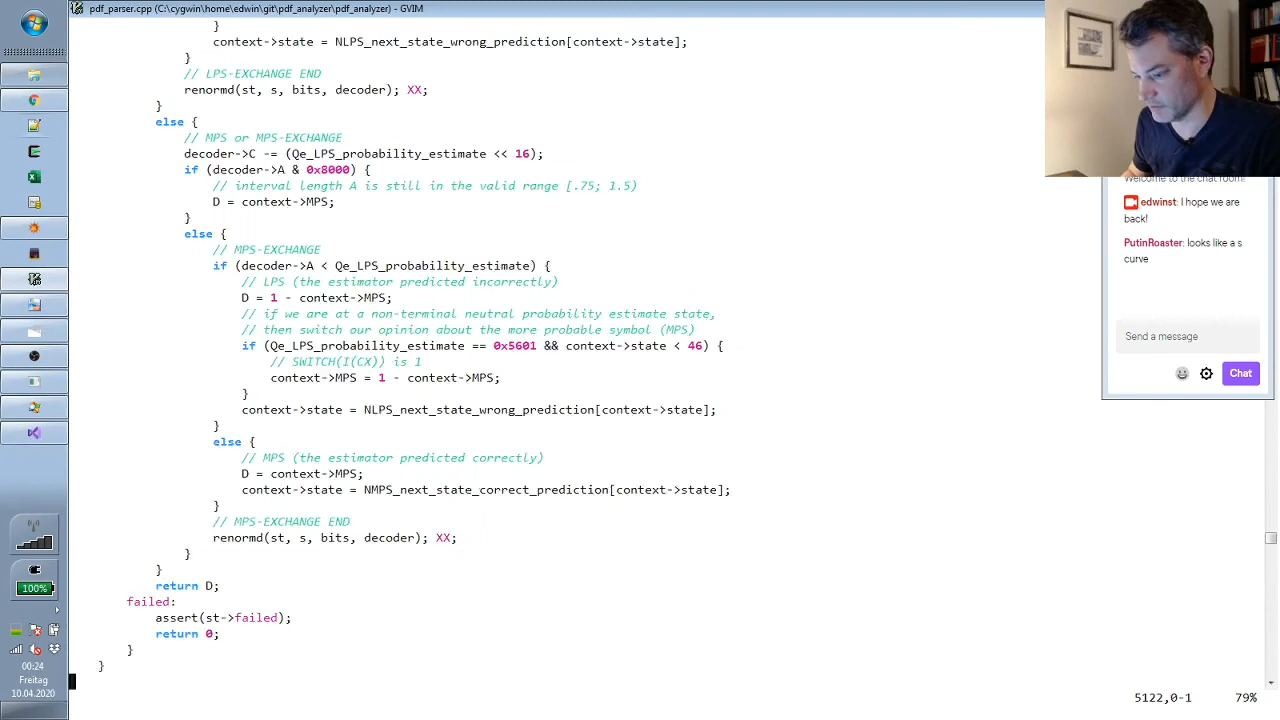 pdf_parser.cpp (C:\cygwin\home\edwin\git\pdf_analyzer\pdf_analyzer) - GVIM
}
context->state = NLPS_next_state_wrong_prediction[context->state];
}
// LPS-EXCHANGE END
renormd(st, s, bits, decoder); XX;
}
else {
// MPS or MPS-EXCHANGE
decoder->C -= (Qe_LPS_probability_estimate << 16);
if (decoder->A & 0x8000) {
// interval length A is still in the valid range [.75; 1.5)
D = context->MPS;
}
else {
// MPS-EXCHANGE
if (decoder->A < Qe_LPS_probability_estimate) {
// LPS (the estimator predicted incorrectly)
D = 1 - context->MPS;
// if we are at a non-terminal neutral probability estimate state,
// then switch our opinion about the more probable symbol (MPS)
if (Qe_LPS_probability_estimate == 0x5601 && context->state < 46) {
// SWITCH(I(CX)) is 1
context->MPS = 1 - context->MPS;
}
context->state = NLPS_next_state_wrong_prediction[context->state];
}
else {
// MPS (the estimator predicted correctly)
D = context->MPS;
context->state = NMPS_next_state_correct_prediction[context->state];
}
// MPS-EXCHANGE END
renormd(st, s, bits, decoder); XX;
}
}
return D;
failed:
assert(st->failed);
return 0;
}
}
5122,0-1 79%
Welcome to the chat room!
edwinst: I hope we are
back!
PutinRoaster: looks like a s
curve
Send a message
Chat
100%
00:24
Freitag
10.04.2020